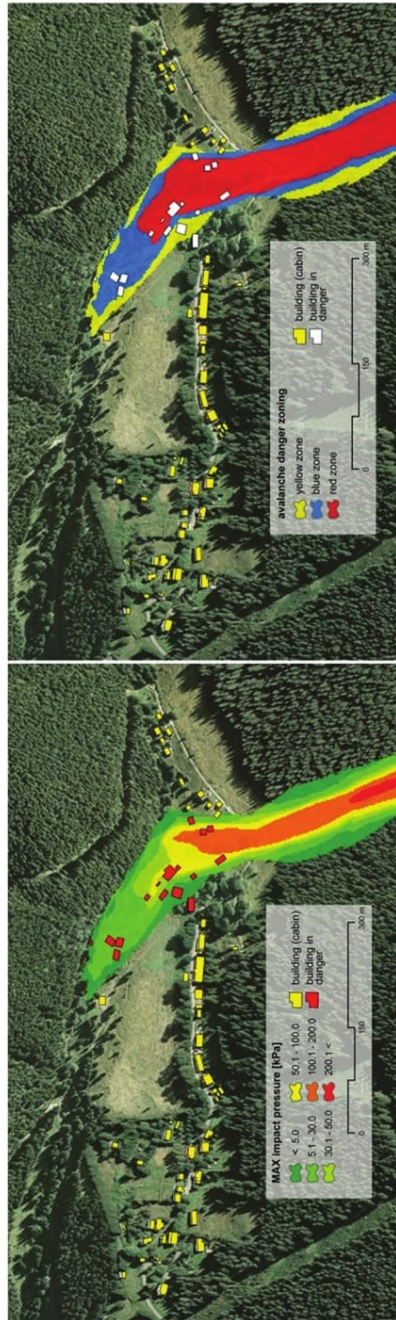 MAX impact pressure [kPa]
< 5.0
5.1 - 30.0
30.1 - 50.0
50.1 - 100.0
100.1 - 200.0
200.1 <
building (cabin)
building in
danger
0 150 300 m
avalanche danger zoning
yellow zone
blue zone
red zone
building (cabin)
building in
danger
0 150 300 m